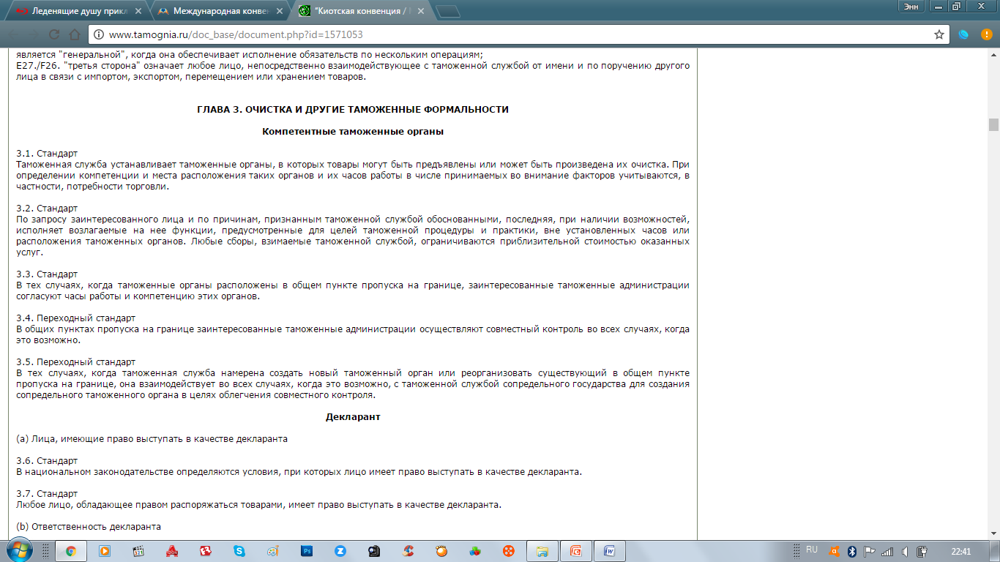 Леденящие душу прикл
Международная конвен
"Киотская конвенция / М
Энн
www.tamognia.ru/doc_base/document.php?id=1571053
является "генеральной", когда она обеспечивает исполнение обязательств по нескольким операциям;
E27./F26. "третья сторона" означает любое лицо, непосредственно взаимодействующее с таможенной службой от имени и по поручению другого
лица в связи с импортом, экспортом, перемещением или хранением товаров.
ГЛАВА 3. ОЧИСТКА И ДРУГИЕ ТАМОЖЕННЫЕ ФОРМАЛЬНОСТИ
Компетентные таможенные органы
3.1. Стандарт
Таможенная служба устанавливает таможенные органы, в которых товары могут быть предъявлены или может быть произведена их очистка. При
определении компетенции и места расположения таких органов и их часов работы в числе принимаемых во внимание факторов учитываются, в
частности, потребности торговли.
3.2. Стандарт
По запросу заинтересованного лица и по причинам, признанным таможенной службой обоснованными, последняя, при наличии возможностей,
исполняет возлагаемые на нее функции, предусмотренные для целей таможенной процедуры и практики, вне установленных часов или
расположения таможенных органов. Любые сборы, взимаемые таможенной службой, ограничиваются приблизительной стоимостью оказанных
услуг.
3.3. Стандарт
В тех случаях, когда таможенные органы расположены в общем пункте пропуска на границе, заинтересованные таможенные администрации
согласуют часы работы и компетенцию этих органов.
3.4. Переходный стандарт
В общих пунктах пропуска на границе заинтересованные таможенные администрации осуществляют совместный контроль во всех случаях, когда
это возможно.
3.5. Переходный стандарт
В тех случаях, когда таможенная служба намерена создать новый таможенный орган или реорганизовать существующий в общем пункте
пропуска на границе, она взаимодействует во всех случаях, когда это возможно, с таможенной службой сопредельного государства для создания
сопредельного таможенного органа в целях облегчения совместного контроля.
Декларант
(a) Лица, имеющие право выступать в качестве декларанта
3.6. Стандарт
В национальном законодательстве определяются условия, при которых лицо имеет право выступать в качестве декларанта.
3.7. Стандарт
Любое лицо, обладающее правом распоряжаться товарами, имеет право выступать в качестве декларанта.
(b) Ответственность декларанта
RU
22:41